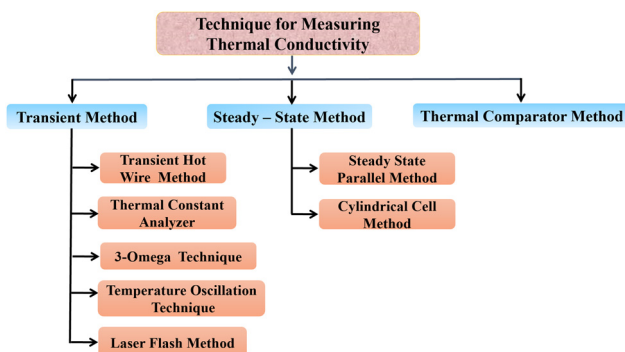 Technique for Measuring
Thermal Conductivity
Transient Method
Steady – State Method
Thermal Comparator Method
Transient Hot
Wire Method
Thermal Constant
Analyzer
3-Omega Technique
Temperature Oscillation
Technique
Laser Flash Method
Steady State
Parallel Method
Cylindrical Cell
Method